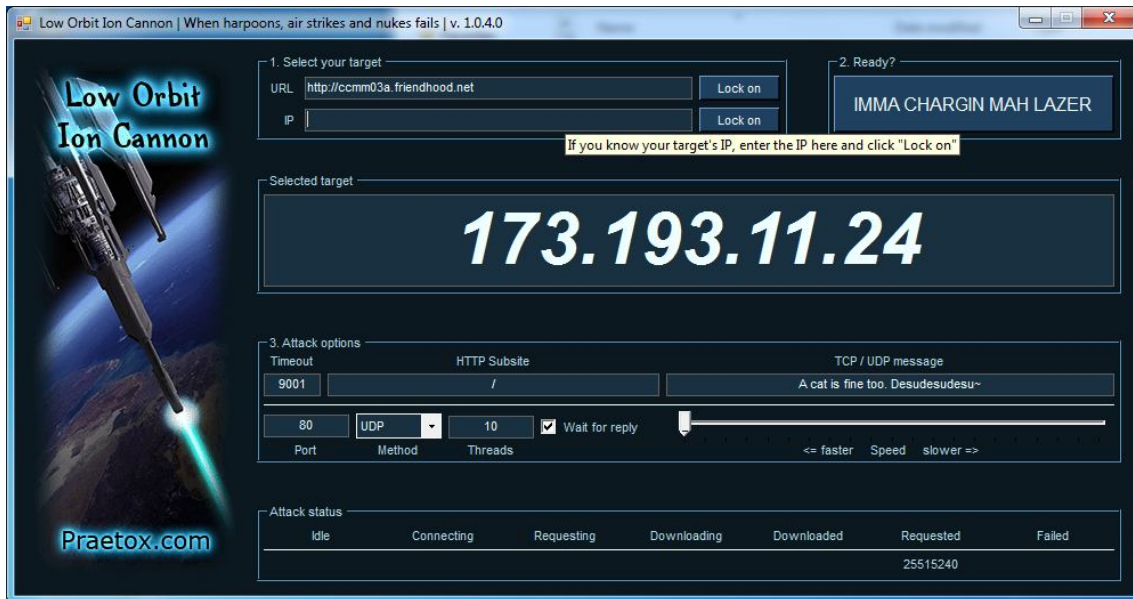 Low Orbit Ion Cannon | When harpoons, air strikes and nukes fails | v. 1.0.4.0
Low Orbit
Ion Cannon
1. Select your target
URL http://ccmm03a.friendhood.net Lock on
IP Lock on
2. Ready?
IMMA CHARGIN MAH LAZER
If you know your target's IP, enter the IP here and click "Lock on"
Selected target
173.193.11.24
3. Attack options
Timeout HTTP Subsite TCP / UDP message
9001 / A cat is fine too. Desudesudesu~
80 UDP 10 Wait for reply
Port Method Threads <= faster Speed slower =>
Attack status
Idle Connecting Requesting Downloading Downloaded Requested Failed
25515240
Praetox.com